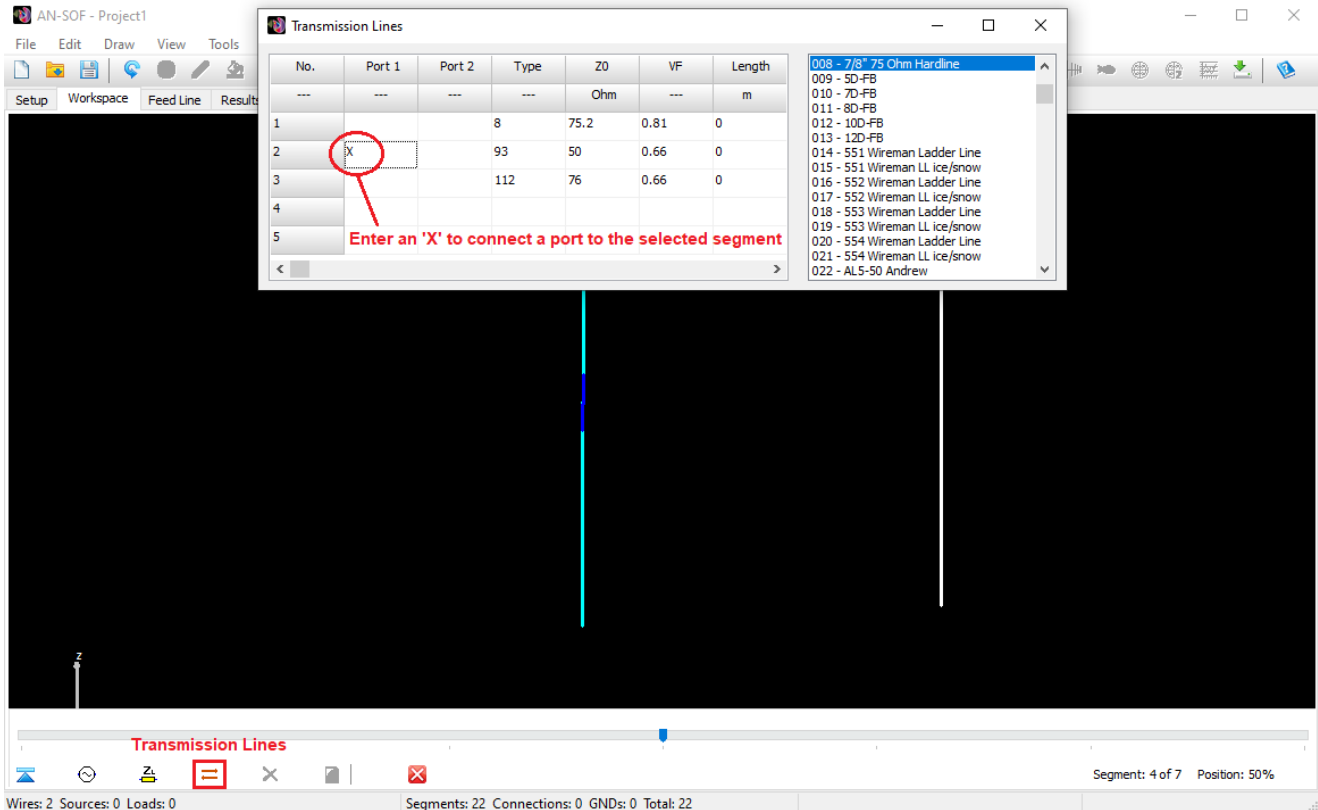 AN-SOF - Project1
File Edit Draw View Tools
Setup Workspace Feed Line Results
Transmission Lines
No. Port 1 Port 2 Type Z0 VF Length
--- --- --- --- Ohm --- m
1 8 75.2 0.81 0
2 X 93 50 0.66 0
3 112 76 0.66 0
4
5
Enter an 'X' to connect a port to the selected segment
008 - 7/8" 75 Ohm Hardline
009 - 5D-FB
010 - 7D-FB
011 - 8D-FB
012 - 10D-FB
013 - 12D-FB
014 - 551 Wireman Ladder Line
015 - 551 Wireman LL ice/snow
016 - 552 Wireman Ladder Line
017 - 552 Wireman LL ice/snow
018 - 553 Wireman Ladder Line
019 - 553 Wireman LL ice/snow
020 - 554 Wireman Ladder Line
021 - 554 Wireman LL ice/snow
022 - AL5-50 Andrew
z
Transmission Lines
ZL
Segment: 4 of 7 Position: 50%
Wires: 2 Sources: 0 Loads: 0 Segments: 22 Connections: 0 GNDs: 0 Total: 22